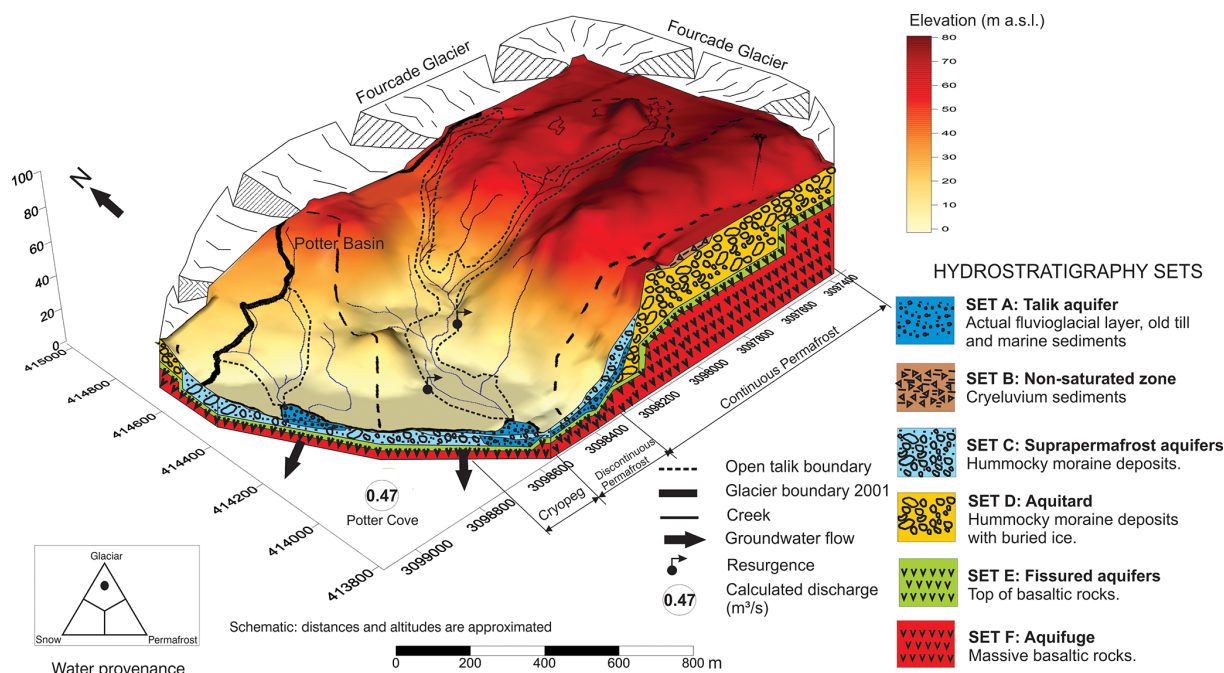 Fourcade Glacier
Fourcade Glacier
Elevation (m a.s.l.)
80
70
60
50
40
30
20
10
0
N
100
80
60
40
20
0
Potter Basin
415000
414800
414600
414400
414200
414000
413800
3099000
3098800
3098600
3098400
3098200
3098000
3097800
3097600
3097400
Cryopeg
Discontinuous
Permafrost
Continuous Permafrost
0.47
Potter Cove
HYDROSTRATIGRAPHY SETS
SET A: Talik aquifer
Actual fluvioglacial layer, old till
and marine sediments
SET B: Non-saturated zone
Cryeluvium sediments
SET C: Suprapermafrost aquifers
Hummocky moraine deposits.
SET D: Aquitard
Hummocky moraine deposits
with buried ice.
SET E: Fissured aquifers
Top of basaltic rocks.
SET F: Aquifuge
Massive basaltic rocks.
Open talik boundary
Glacier boundary 2001
Creek
Groundwater flow
Resurgence
0.47
Calculated discharge
(m³/s)
Glaciar
Snow
Permafrost
Water provenance
Schematic: distances and altitudes are approximated
0 200 400 600 800 m